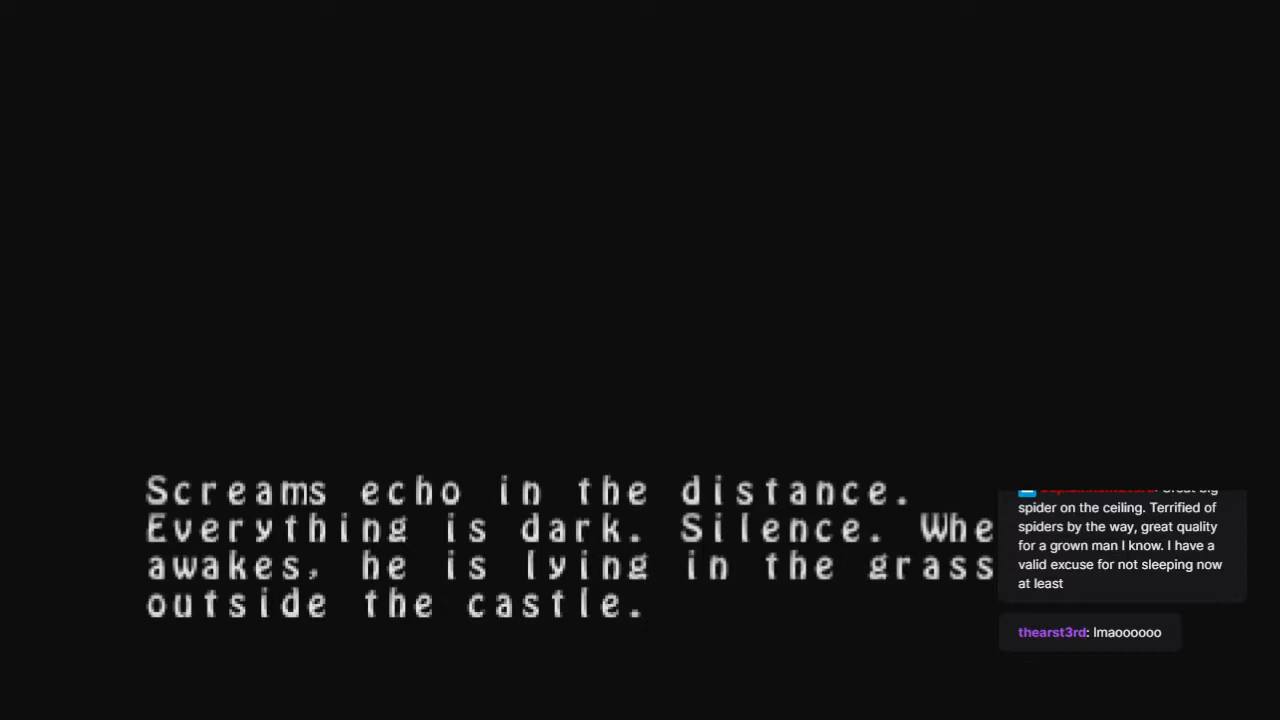 Screams echo in the distance.
Everything is dark. Silence. Whe
awakes, he is lying in the grass
outside the castle.
Great big
spider on the ceiling. Terrified of
spiders by the way, great quality
for a grown man I know. I have a
valid excuse for not sleeping now
at least
thearst3rd: lmaoooooo